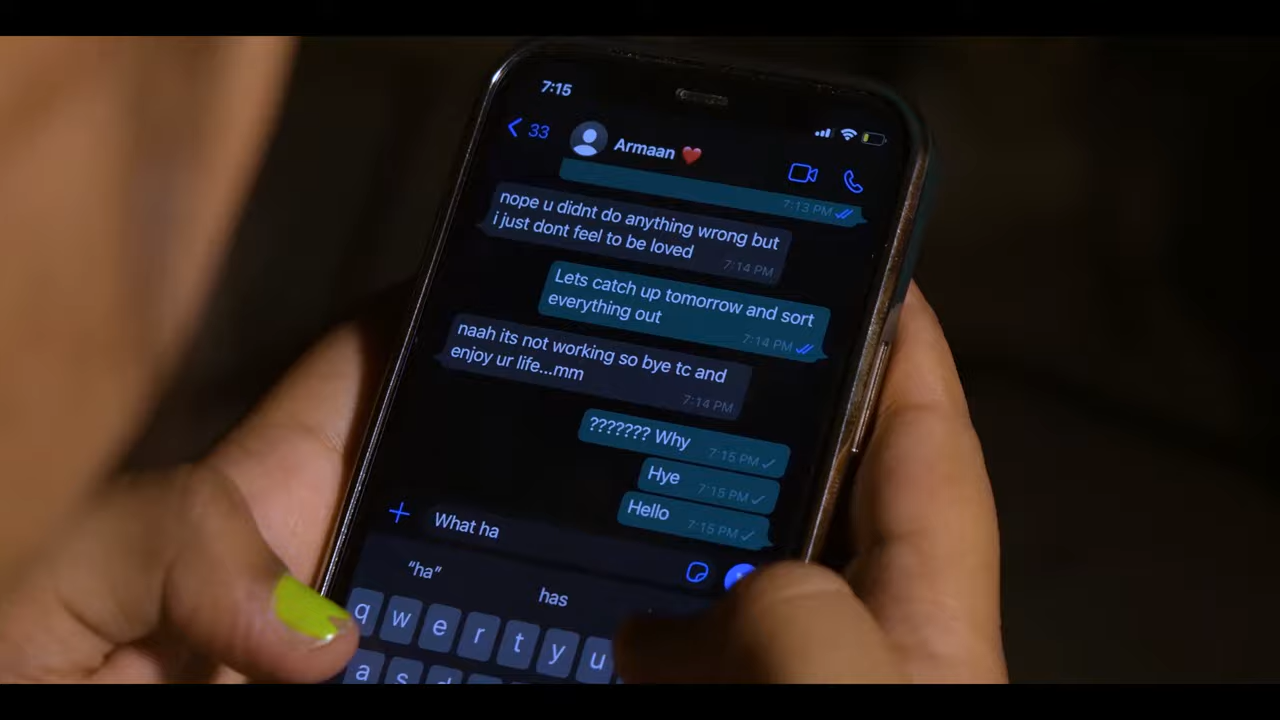 7:15
33
Armaan ❤️
7:13 PM
nope u didnt do anything wrong but
i just dont feel to be loved
7:14 PM
Lets catch up tomorrow and sort
everything out
7:14 PM
naah its not working so bye tc and
enjoy ur life...mm
7:14 PM
??????? Why 7:15 PM
Hye 7:15 PM
Hello 7:15 PM
What ha
“ha” has
q w e r t y u
a s d